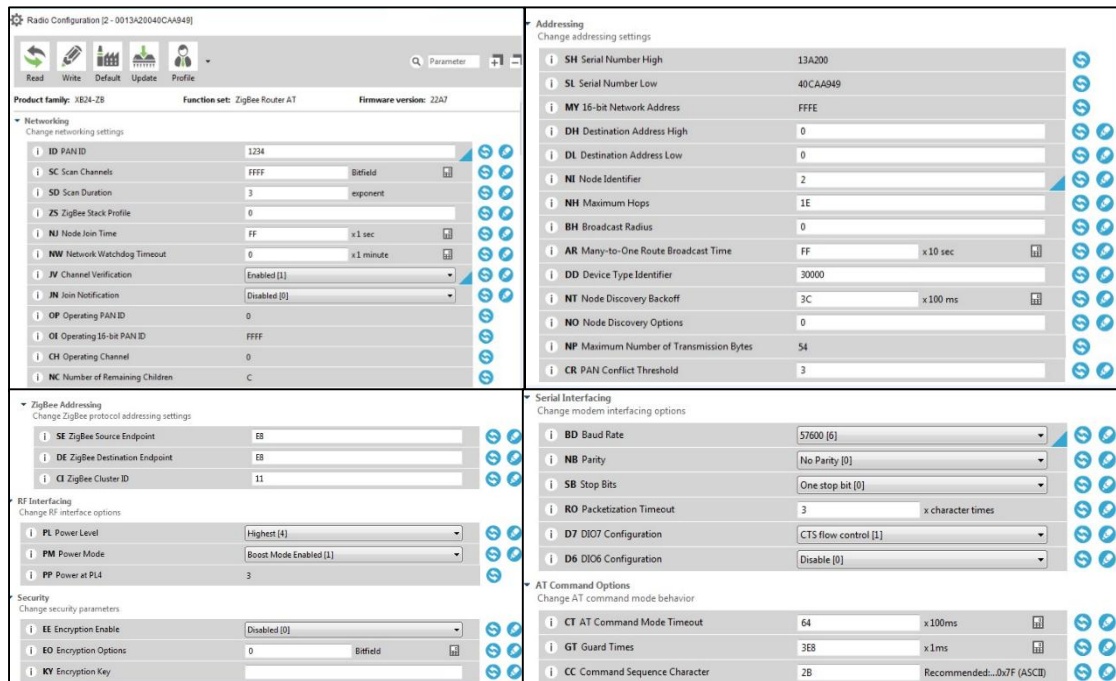 Radio Configuration [2 - 0013A20040CAA949]
Read Write Default Update Profile Parameter
Product family: XB24-ZB Function set: ZigBee Router AT Firmware version: 22A7
Networking
Change networking settings
i ID PAN ID 1234
i SC Scan Channels FFFF Bitfield
i SD Scan Duration 3 exponent
i ZS ZigBee Stack Profile 0
i NJ Node Join Time FF x 1 sec
i NW Network Watchdog Timeout 0 x 1 minute
i JV Channel Verification Enabled [1]
i JN Join Notification Disabled [0]
i OP Operating PAN ID 0
i OI Operating 16-bit PAN ID FFFF
i CH Operating Channel 0
i NC Number of Remaining Children C
Addressing
Change addressing settings
i SH Serial Number High 13A200
i SL Serial Number Low 40CAA949
i MY 16-bit Network Address FFFE
i DH Destination Address High 0
i DL Destination Address Low 0
i NI Node Identifier 2
i NH Maximum Hops 1E
i BH Broadcast Radius 0
i AR Many-to-One Route Broadcast Time FF x 10 sec
i DD Device Type Identifier 30000
i NT Node Discovery Backoff 3C x 100 ms
i NO Node Discovery Options 0
i NP Maximum Number of Transmission Bytes 54
i CR PAN Conflict Threshold 3
ZigBee Addressing
Change ZigBee protocol addressing settings
i SE ZigBee Source Endpoint E8
i DE ZigBee Destination Endpoint E8
i CI ZigBee Cluster ID 11
RF Interfacing
Change RF interface options
i PL Power Level Highest [4]
i PM Power Mode Boost Mode Enabled [1]
i PP Power at PL4 3
Security
Change security parameters
i EE Encryption Enable Disabled [0]
i EO Encryption Options 0 Bitfield
i KY Encryption Key
Serial Interfacing
Change modem interfacing options
i BD Baud Rate 57600 [6]
i NB Parity No Parity [0]
i SB Stop Bits One stop bit [0]
i RO Packetization Timeout 3 x character times
i D7 DIO7 Configuration CTS flow control [1]
i D6 DIO6 Configuration Disable [0]
AT Command Options
Change AT command mode behavior
i CT AT Command Mode Timeout 64 x 100ms
i GT Guard Times 3E8 x 1ms
i CC Command Sequence Character 2B Recommended:...0x7F (ASCII)